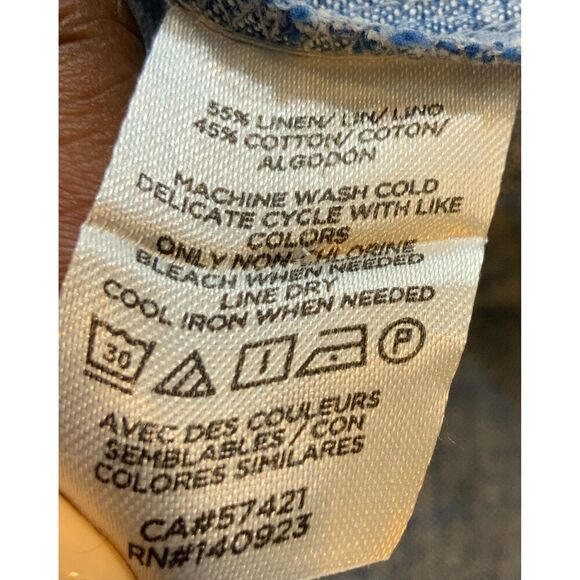 55% LINEN/ LIN/ LINO
45% COTTON/ COTON/
ALGODÓN
MACHINE WASH COLD
DELICATE CYCLE WITH LIKE
COLORS
ONLY NON-CHLORINE
BLEACH WHEN NEEDED
LINE DRY
COOL IRON WHEN NEEDED
30 P
AVEC DES COULEURS
SEMBLABLES / CON
COLORES SIMILARES
CA#57421
RN#140923